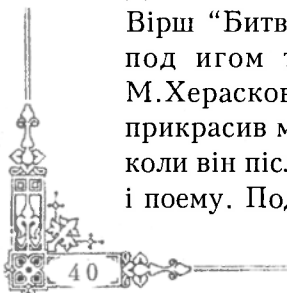 Вірш “Битв
под игом т
М.Херасков
прикрасив м
коли він піс.
і поему. Под
40